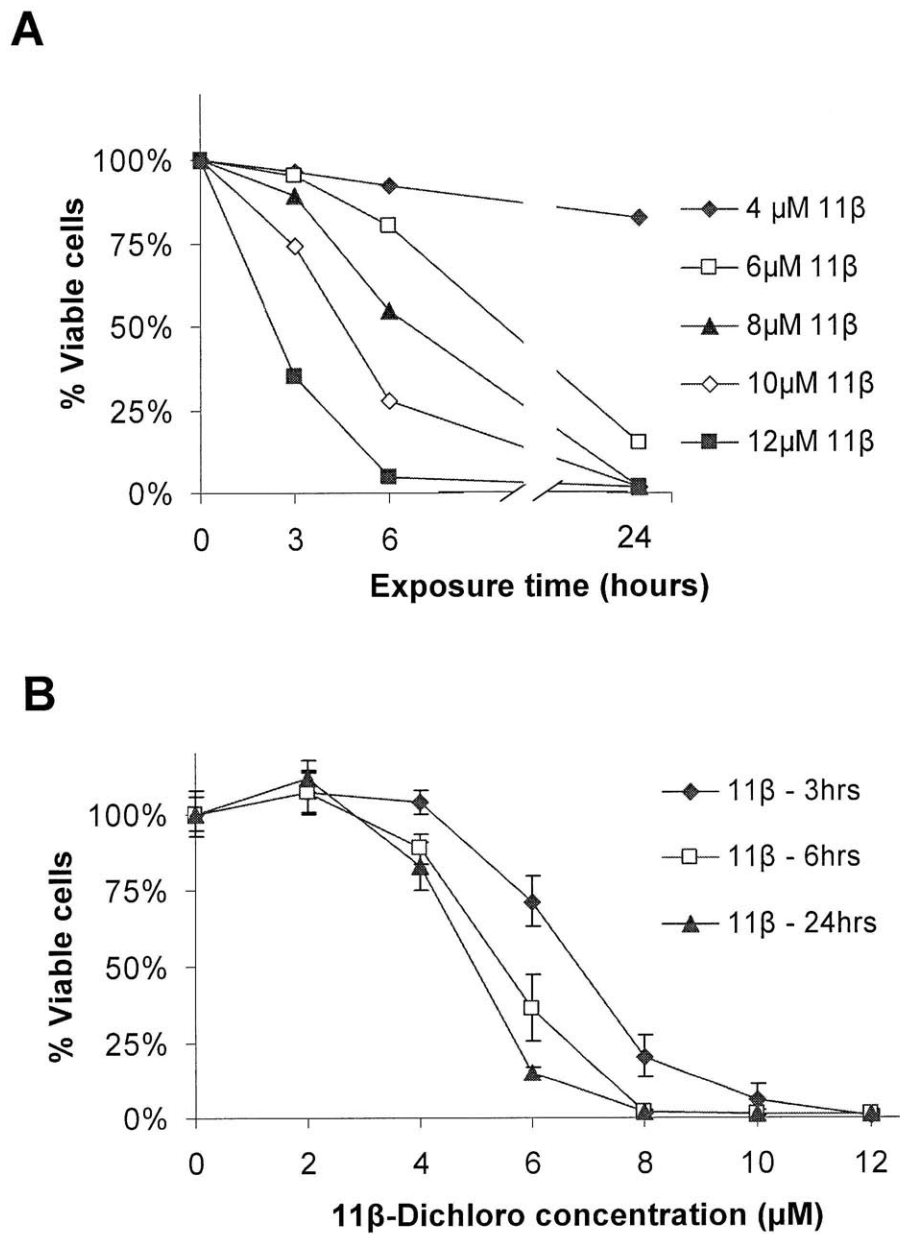 A
100%
75%
50%
25%
0%
% Viable cells
0 3 6 24
Exposure time (hours)
4 µM 11β
6µM 11β
8µM 11β
10µM 11β
12µM 11β
B
100%
75%
50%
25%
0%
% Viable cells
0 2 4 6 8 10 12
11β-Dichloro concentration (µM)
11β - 3hrs
11β - 6hrs
11β - 24hrs